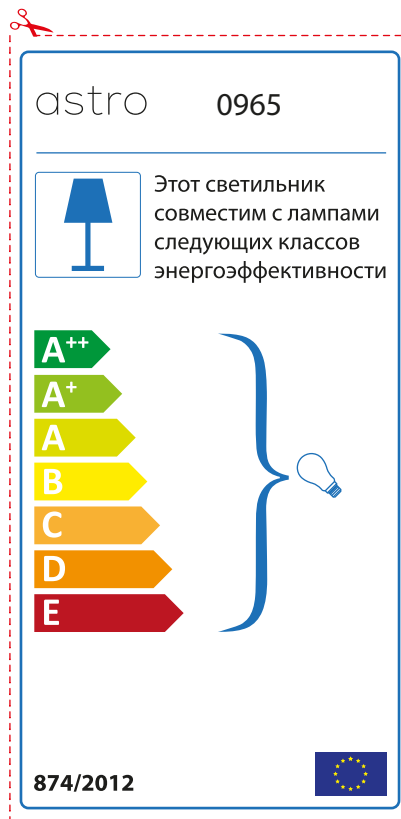 astro 0965
Этот светильник
совместим с лампами
следующих классов
энергоэффективности
A++
A+
A
B
C
D
E
874/2012